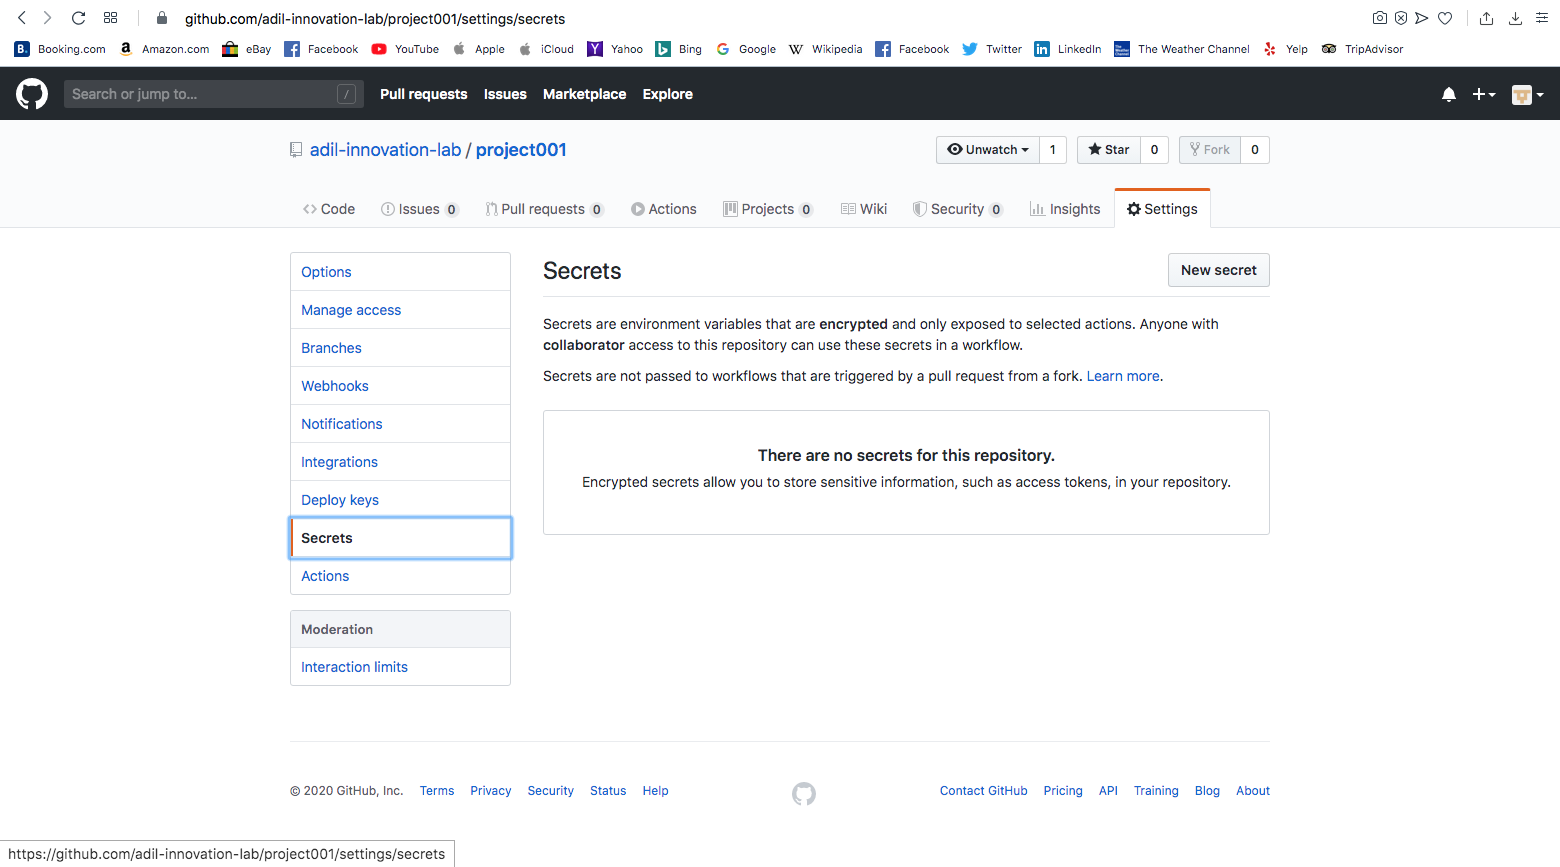 github.com/adil-innovation-lab/project001/settings/secrets
Booking.com Amazon.com eBay Facebook YouTube Apple iCloud Yahoo Bing Google Wikipedia Facebook Twitter LinkedIn The Weather Channel Yelp TripAdvisor
Search or jump to... / Pull requests Issues Marketplace Explore
adil-innovation-lab / project001 Unwatch 1 Star 0 Fork 0
Code Issues 0 Pull requests 0 Actions Projects 0 Wiki Security 0 Insights Settings
Options
Manage access
Branches
Webhooks
Notifications
Integrations
Deploy keys
Secrets
Actions
Moderation
Interaction limits
Secrets New secret
Secrets are environment variables that are encrypted and only exposed to selected actions. Anyone with
collaborator access to this repository can use these secrets in a workflow.
Secrets are not passed to workflows that are triggered by a pull request from a fork. Learn more.
There are no secrets for this repository.
Encrypted secrets allow you to store sensitive information, such as access tokens, in your repository.
© 2020 GitHub, Inc. Terms Privacy Security Status Help Contact GitHub Pricing API Training Blog About
https://github.com/adil-innovation-lab/project001/settings/secrets